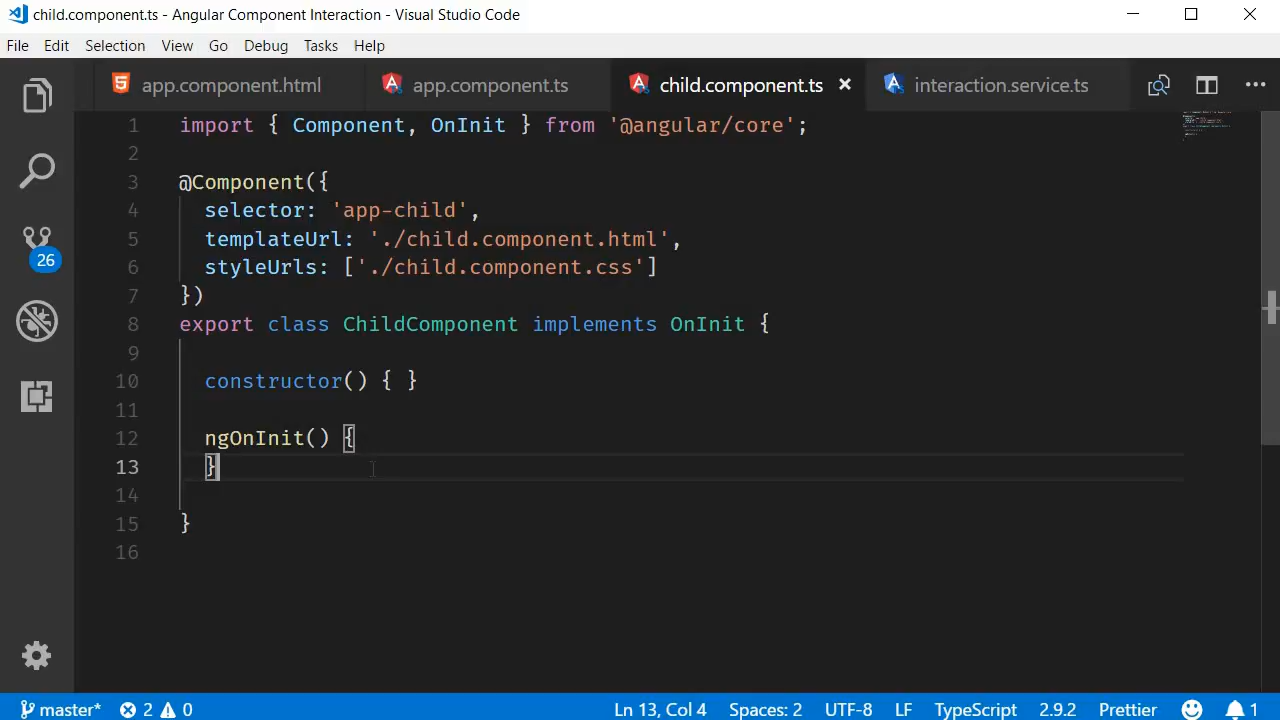 child.component.ts - Angular Component Interaction - Visual Studio Code
File Edit Selection View Go Debug Tasks Help
app.component.html app.component.ts child.component.ts interaction.service.ts
1 import { Component, OnInit } from '@angular/core';
2
3 @Component({
4 selector: 'app-child',
5 templateUrl: './child.component.html',
6 styleUrls: ['./child.component.css']
7 })
8 export class ChildComponent implements OnInit {
9
10 constructor() { }
11
12 ngOnInit() {
13 }
14
15 }
16
26
master* 2 0 Ln 13, Col 4 Spaces: 2 UTF-8 LF TypeScript 2.9.2 Prettier 1